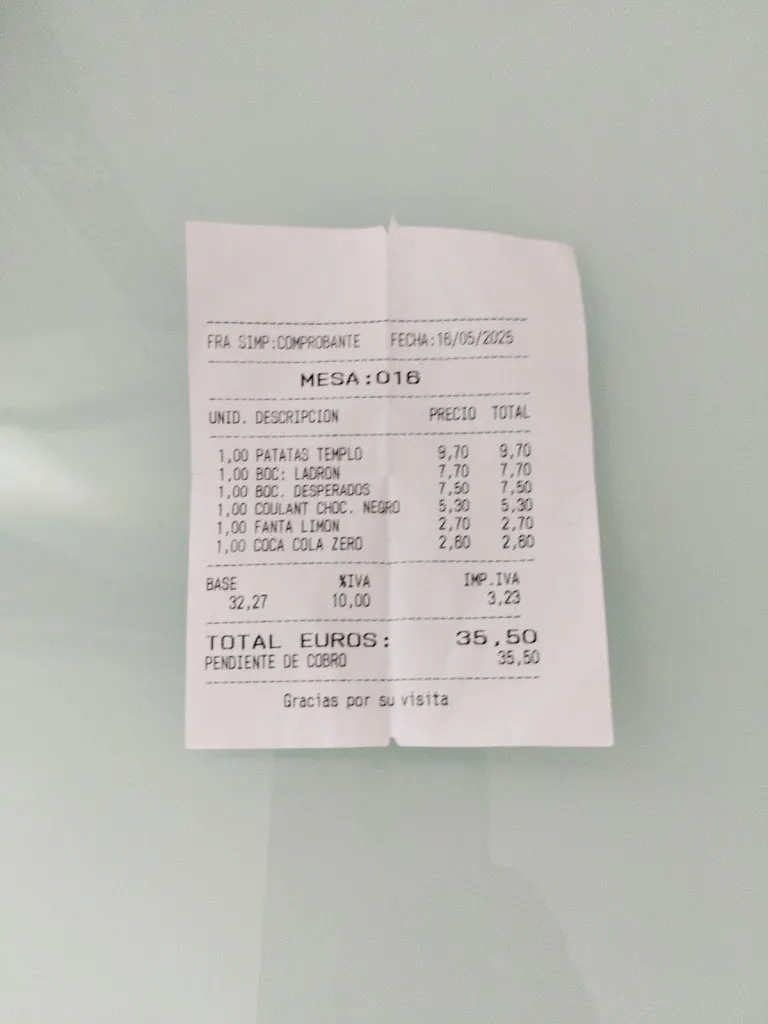 FRA SIMP:COMPROBANTE FECHA:16/05/2025
MESA:016
UNID. DESCRIPCION PRECIO TOTAL
1,00 PATATAS TEMPLO 9,70 9,70
1,00 BOC: LADRON 7,70 7,70
1,00 BOC. DESPERADOS 7,50 7,50
1,00 COULANT CHOC. NEGRO 5,30 5,30
1,00 FANTA LIMON 2,70 2,70
1,00 COCA COLA ZERO 2,60 2,60
BASE %IVA IMP.IVA
32,27 10,00 3,23
TOTAL EUROS: 35,50
PENDIENTE DE COBRO 35,50
Gracias por su visita